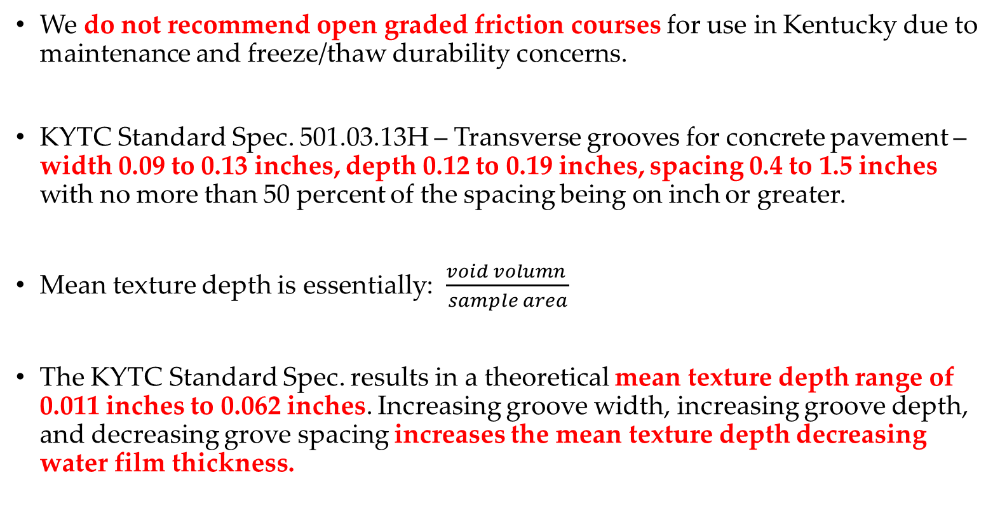 • We do not recommend open graded friction courses for use in Kentucky due to
maintenance and freeze/thaw durability concerns.
• KYTC Standard Spec. 501.03.13H – Transverse grooves for concrete pavement –
width 0.09 to 0.13 inches, depth 0.12 to 0.19 inches, spacing 0.4 to 1.5 inches
with no more than 50 percent of the spacing being on inch or greater.
• Mean texture depth is essentially: void volumn
sample area
• The KYTC Standard Spec. results in a theoretical mean texture depth range of
0.011 inches to 0.062 inches. Increasing groove width, increasing groove depth,
and decreasing grove spacing increases the mean texture depth decreasing
water film thickness.